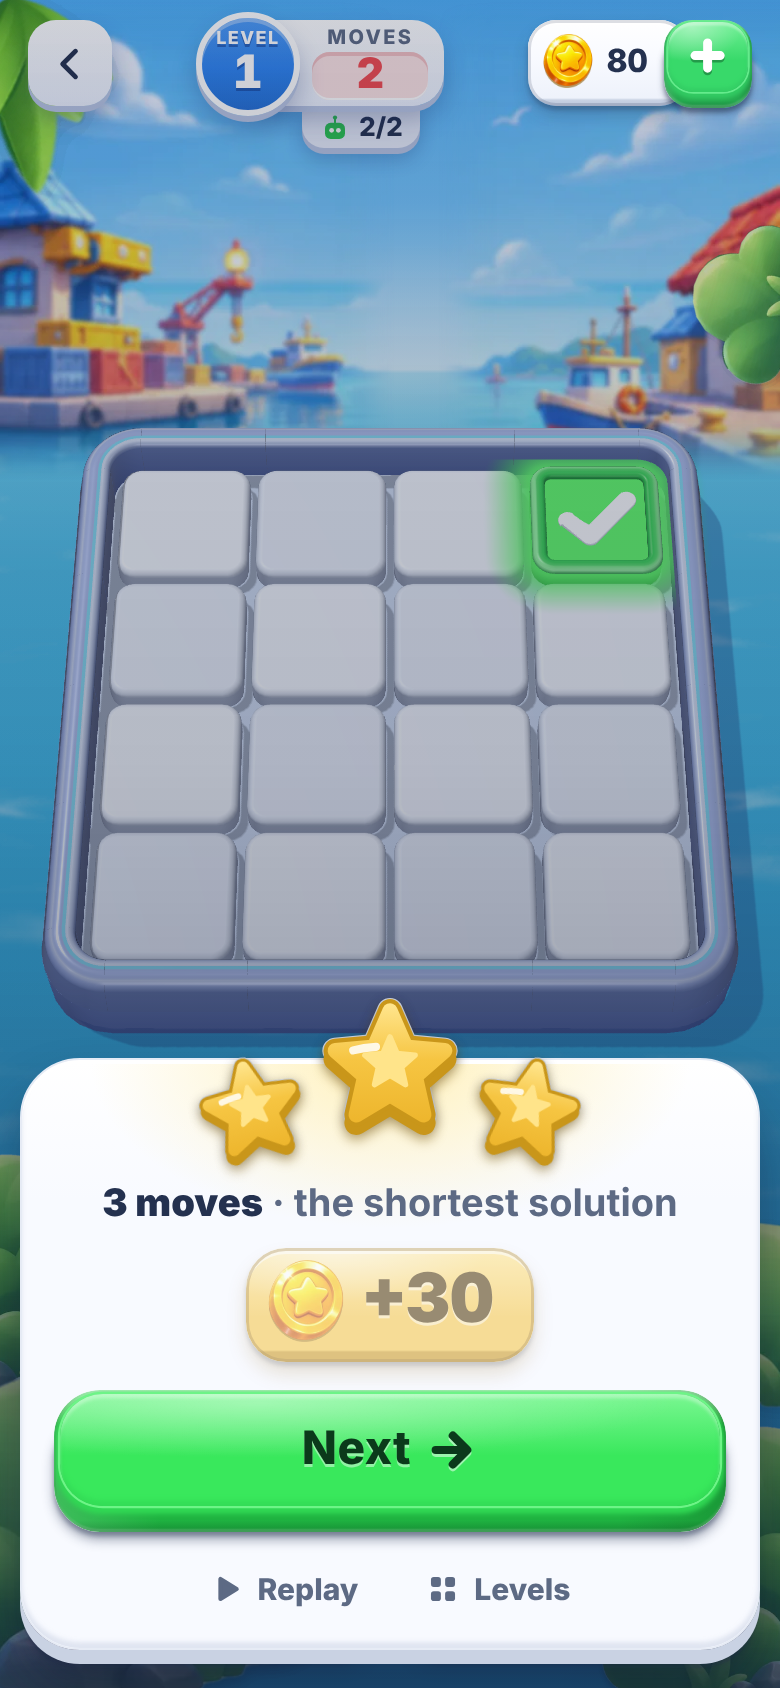 LEVEL
1
MOVES
2
2/2
80
3 moves · the shortest solution
+30
Next
Replay
Levels